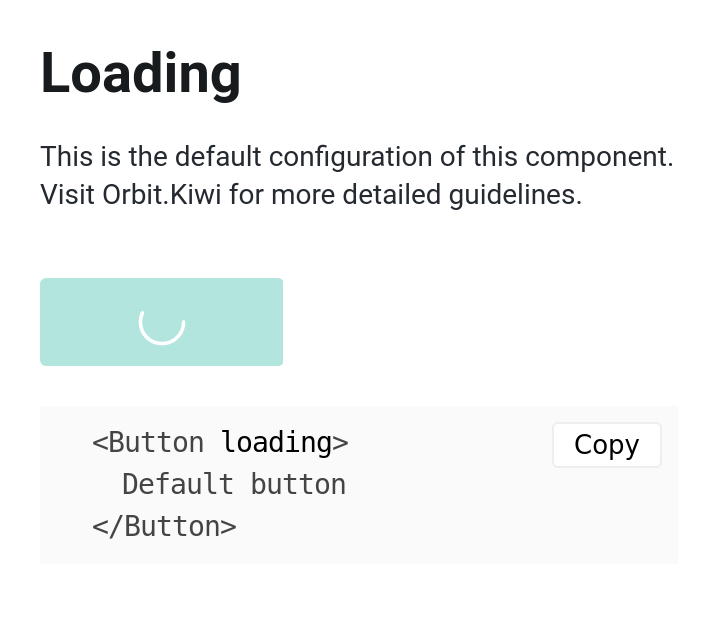 Loading
This is the default configuration of this component.
Visit Orbit.Kiwi for more detailed guidelines.
<Button loading>
Copy
Default button
</Button>